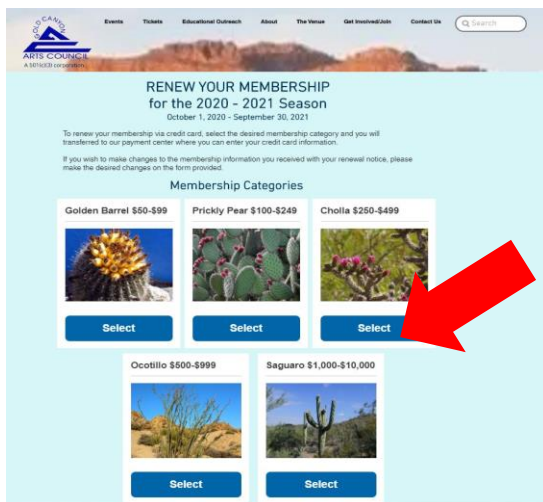 Events Tickets Educational Outreach About The Venue Get Involved/Join Contact Us Search
GOLD CANYON
ARTS COUNCIL
A 501(c)(3) corporation
RENEW YOUR MEMBERSHIP
for the 2020 - 2021 Season
October 1, 2020 - September 30, 2021
To renew your membership via credit card, select the desired membership category and you will
transferred to our payment center where you can enter your credit card information.
If you wish to make changes to the membership information you received with your renewal notice, please
make the desired changes on the form provided.
Membership Categories
Golden Barrel $50-$99 Prickly Pear $100-$249 Cholla $250-$499
Select Select Select
Ocotillo $500-$999 Saguaro $1,000-$10,000
Select Select